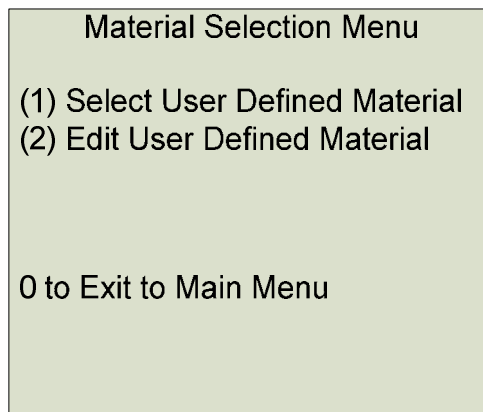 Material Selection Menu
(1) Select User Defined Material
(2) Edit User Defined Material
0 to Exit to Main Menu